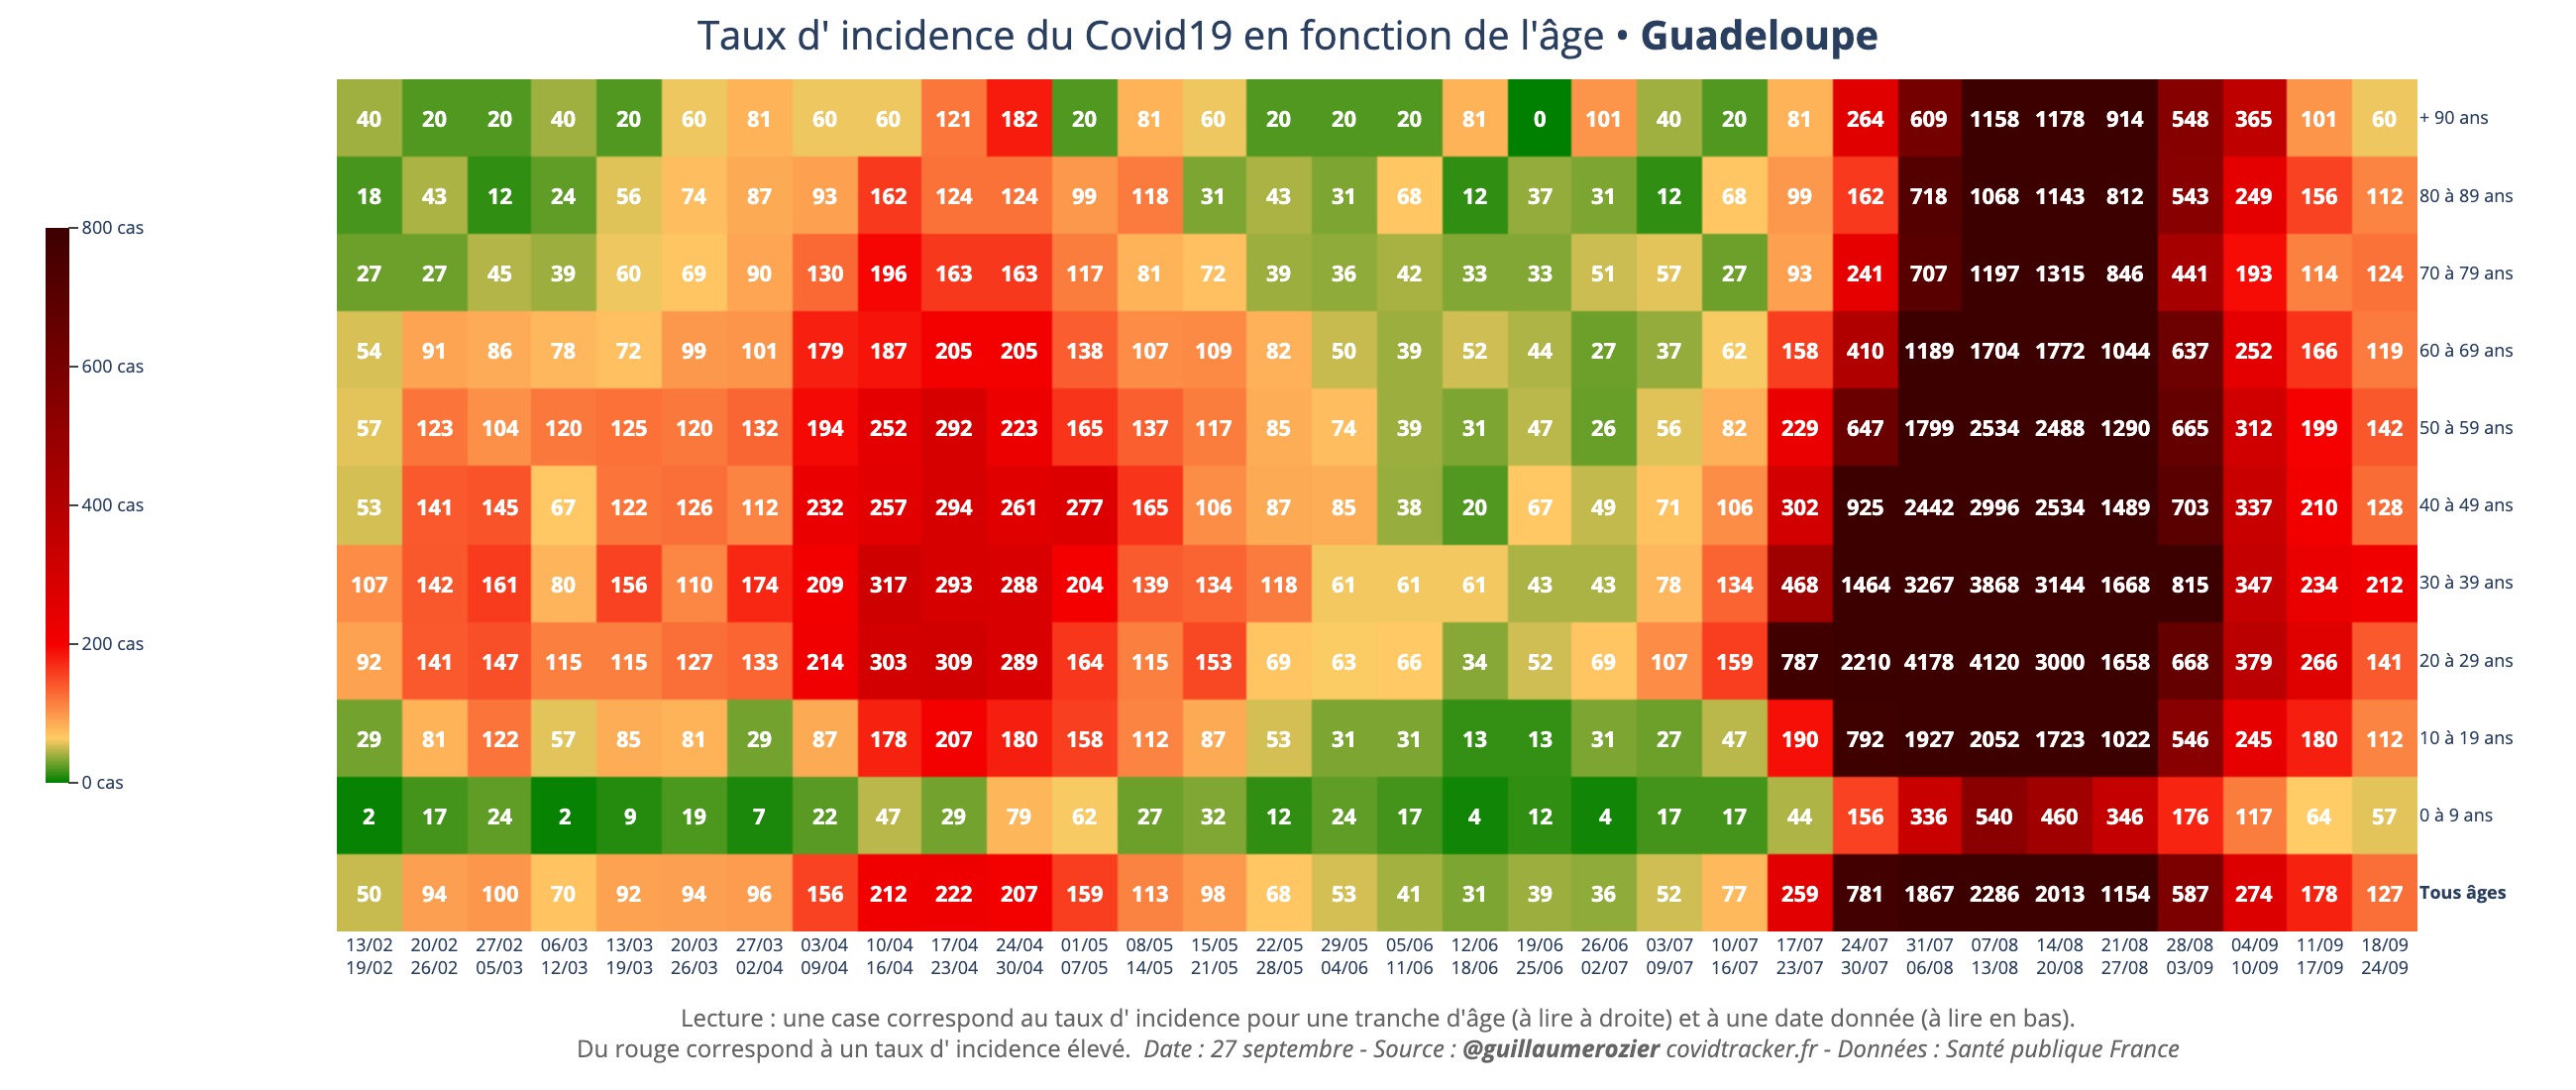 Taux d' incidence du Covid19 en fonction de l'âge • Guadeloupe
800 cas
600 cas
400 cas
200 cas
0 cas
40 20 20 40 20 60 81 60 60 121 182 20 81 60 20 20 20 81 0 101 40 20 81 264 609 1158 1178 914 548 365 101 60 + 90 ans
18 43 12 24 56 74 87 93 162 124 124 99 118 31 43 31 68 12 37 31 12 68 99 162 718 1068 1143 812 543 249 156 112 80 à 89 ans
27 27 45 39 60 69 90 130 196 163 163 117 81 72 39 36 42 33 33 51 57 27 93 241 707 1197 1315 846 441 193 114 124 70 à 79 ans
54 91 86 78 72 99 101 179 187 205 205 138 107 109 82 50 39 52 44 27 37 62 158 410 1189 1704 1772 1044 637 252 166 119 60 à 69 ans
57 123 104 120 125 120 132 194 252 292 223 165 137 117 85 74 39 31 47 26 56 82 229 647 1799 2534 2488 1290 665 312 199 142 50 à 59 ans
53 141 145 67 122 126 112 232 257 294 261 277 165 106 87 85 38 20 67 49 71 106 302 925 2442 2996 2534 1489 703 337 210 128 40 à 49 ans
107 142 161 80 156 110 174 209 317 293 288 204 139 134 118 61 61 61 43 43 78 134 468 1464 3267 3868 3144 1668 815 347 234 212 30 à 39 ans
92 141 147 115 115 127 133 214 303 309 289 164 115 153 69 63 66 34 52 69 107 159 787 2210 4178 4120 3000 1658 668 379 266 141 20 à 29 ans
29 81 122 57 85 81 29 87 178 207 180 158 112 87 53 31 31 13 13 31 27 47 190 792 1927 2052 1723 1022 546 245 180 112 10 à 19 ans
2 17 24 2 9 19 7 22 47 29 79 62 27 32 12 24 17 4 12 4 17 17 44 156 336 540 460 346 176 117 64 57 0 à 9 ans
50 94 100 70 92 94 96 156 212 222 207 159 113 98 68 53 41 31 39 36 52 77 259 781 1867 2286 2013 1154 587 274 178 127 Tous âges
13/02 20/02 27/02 06/03 13/03 20/03 27/03 03/04 10/04 17/04 24/04 01/05 08/05 15/05 22/05 29/05 05/06 12/06 19/06 26/06 03/07 10/07 17/07 24/07 31/07 07/08 14/08 21/08 28/08 04/09 11/09 18/09
19/02 26/02 05/03 12/03 19/03 26/03 02/04 09/04 16/04 23/04 30/04 07/05 14/05 21/05 28/05 04/06 11/06 18/06 25/06 02/07 09/07 16/07 23/07 30/07 06/08 13/08 20/08 27/08 03/09 10/09 17/09 24/09
Lecture : une case correspond au taux d' incidence pour une tranche d'âge (à lire à droite) et à une date donnée (à lire en bas).
Du rouge correspond à un taux d' incidence élevé. Date : 27 septembre - Source : @guillaumerozier covidtracker.fr - Données : Santé publique France